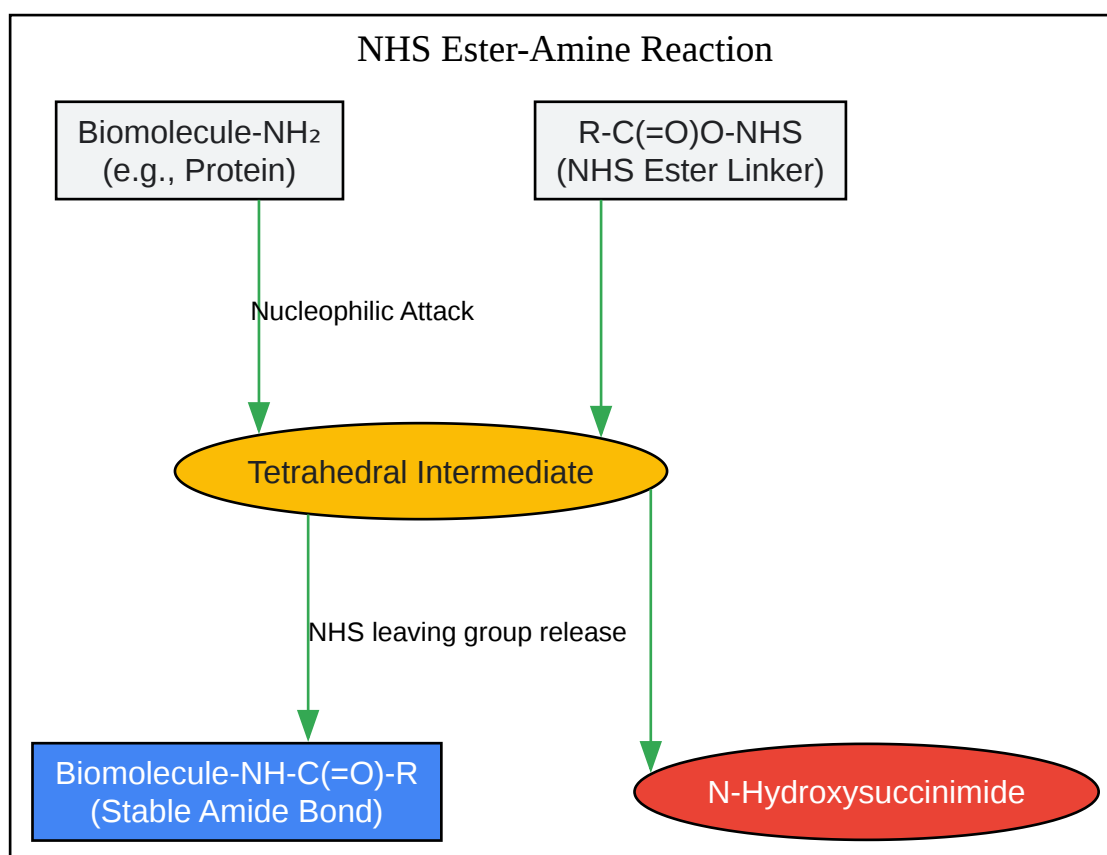 NHS Ester-Amine Reaction
Biomolecule-NH₂
(e.g., Protein)
R-C(=O)O-NHS
(NHS Ester Linker)
Nucleophilic Attack
Tetrahedral Intermediate
NHS leaving group release
Biomolecule-NH-C(=O)-R
(Stable Amide Bond)
N-Hydroxysuccinimide